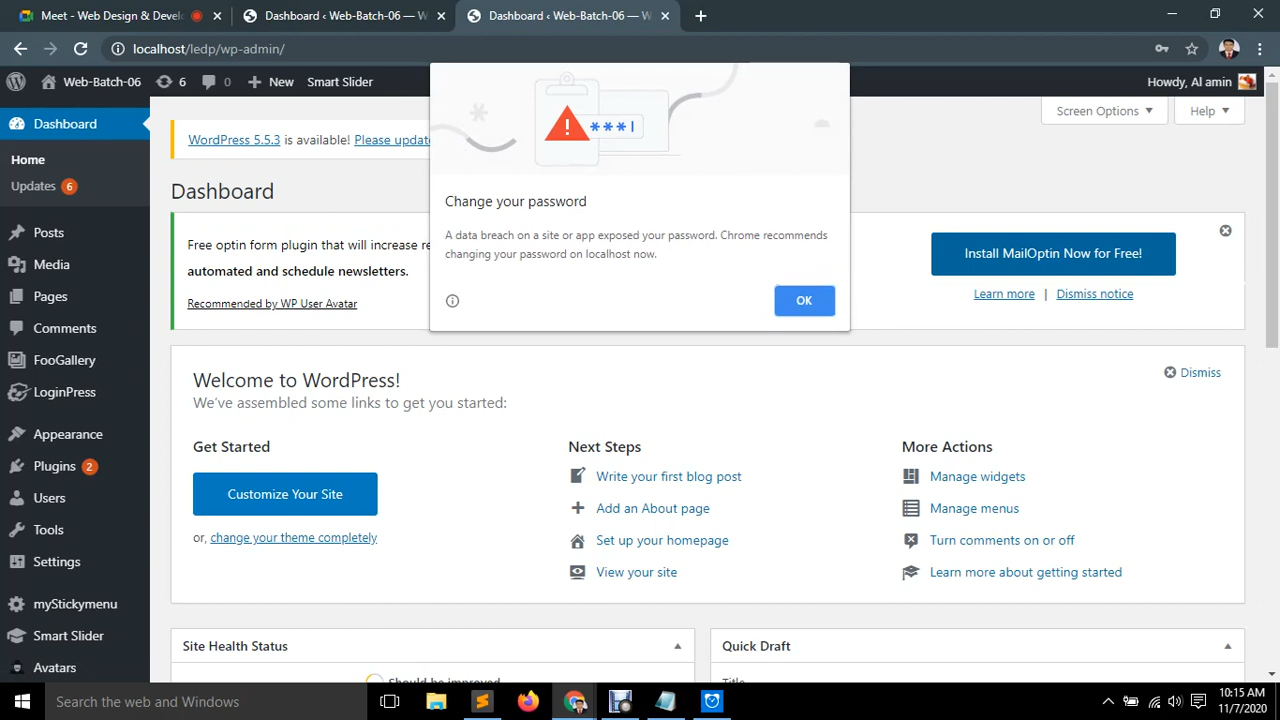 Meet - Web Design & Devel
Dashboard ‹ Web-Batch-06 — W
Dashboard ‹ Web-Batch-06 — W
localhost/ledp/wp-admin/
Web-Batch-06 6 0 New Smart Slider Howdy, Al amin
Dashboard
Home
Updates 6
Posts
Media
Pages
Comments
FooGallery
LoginPress
Appearance
Plugins 2
Users
Tools
Settings
myStickymenu
Smart Slider
Avatars
Screen Options Help
WordPress 5.5.3 is available! Please update
Dashboard
***|
Change your password
A data breach on a site or app exposed your password. Chrome recommends
changing your password on localhost now.
OK
Free optin form plugin that will increase re
automated and schedule newsletters.
Recommended by WP User Avatar
Install MailOptin Now for Free!
Learn more | Dismiss notice
Welcome to WordPress!
We've assembled some links to get you started:
Dismiss
Get Started
Customize Your Site
or, change your theme completely
Next Steps
Write your first blog post
Add an About page
Set up your homepage
View your site
More Actions
Manage widgets
Manage menus
Turn comments on or off
Learn more about getting started
Site Health Status
Should be improved
Quick Draft
Title
Search the web and Windows
10:15 AM
11/7/2020